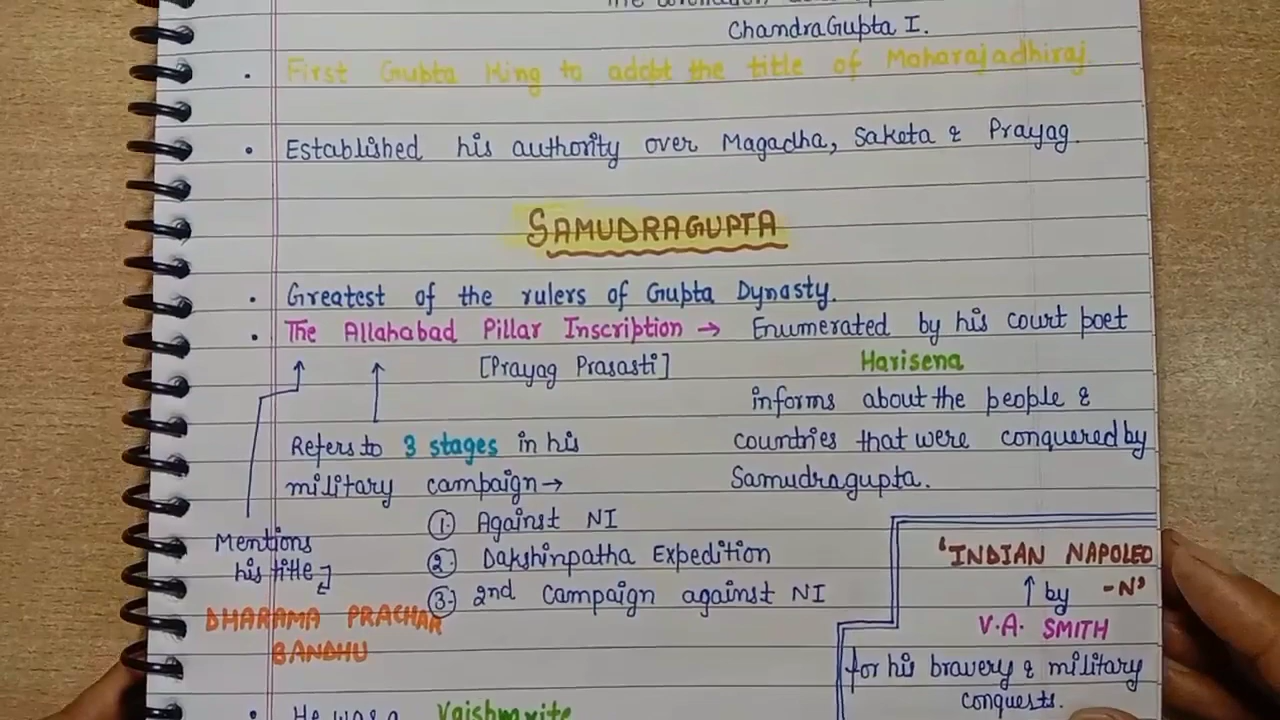 ChandraGupta I.
• First Gupta King to adopt the title of Maharajadhiraj.
• Established his authority over Magadha, Saketa & Prayag.
SAMUDRAGUPTA
• Greatest of the rulers of Gupta Dynasty.
• The Allahabad Pillar Inscription → Enumerated by his court poet
[Prayag Prasasti] Harisena
informs about the people &
countries that were conquered by
Samudragupta.
Refers to 3 stages in his
military campaign →
① Against NI
② Dakshinpatha Expedition
③ 2nd Campaign against NI
Mentions
his title
DHARAMA PRACHAR
BANDHU
'INDIAN NAPOLEO
-N'
↑ by
V.A. SMITH
for his bravery & military
conquests.
• He was a Vaishnavite